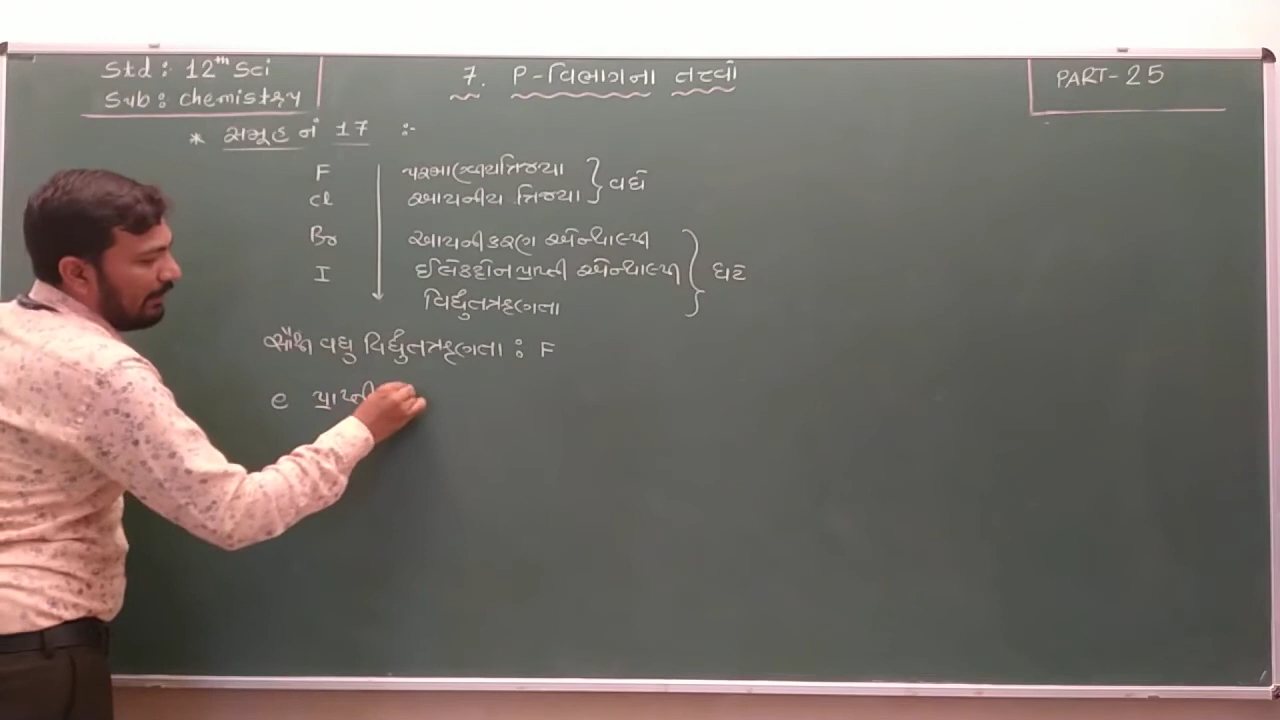 Std : 12th Sci
Sub : chemistry
7. P-વિભાગના તત્ત્વો
PART-25
* સમૂહ નં 17 :-
F પરમાણ્વીયત્રિજ્યા
Cl આયનીય ત્રિજ્યા } વધે
Br આયનીકરણ એન્થાલ્પી
I ઈલેક્ટ્રોન પ્રાપ્તી એન્થાલ્પી } ઘટે
વિદ્યુતઋણતા
વધુ વિદ્યુતઋણતા : F
e પ્રાપ્તી